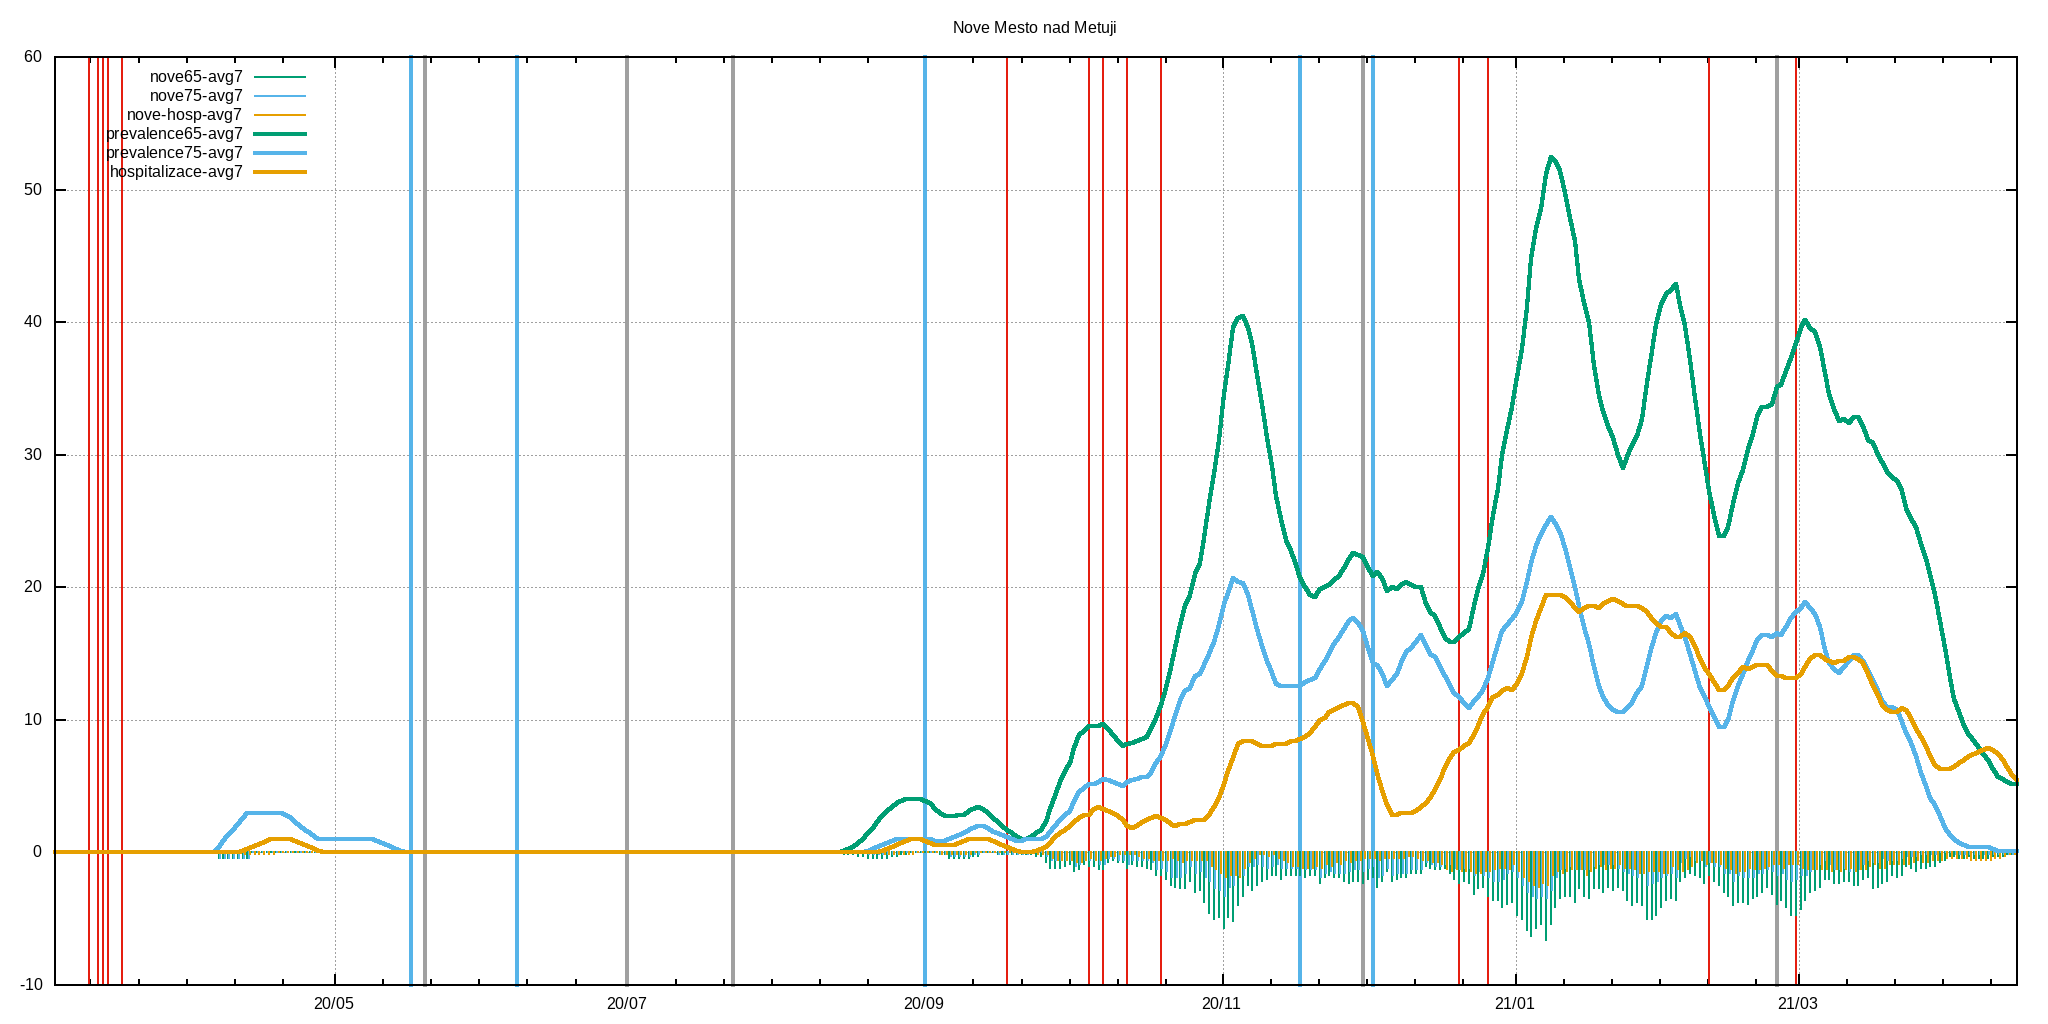 Nove Mesto nad Metuji
60
50
40
30
20
10
0
-10
nove65-avg7
nove75-avg7
nove-hosp-avg7
prevalence65-avg7
prevalence75-avg7
hospitalizace-avg7
20/05 20/07 20/09 20/11 21/01 21/03